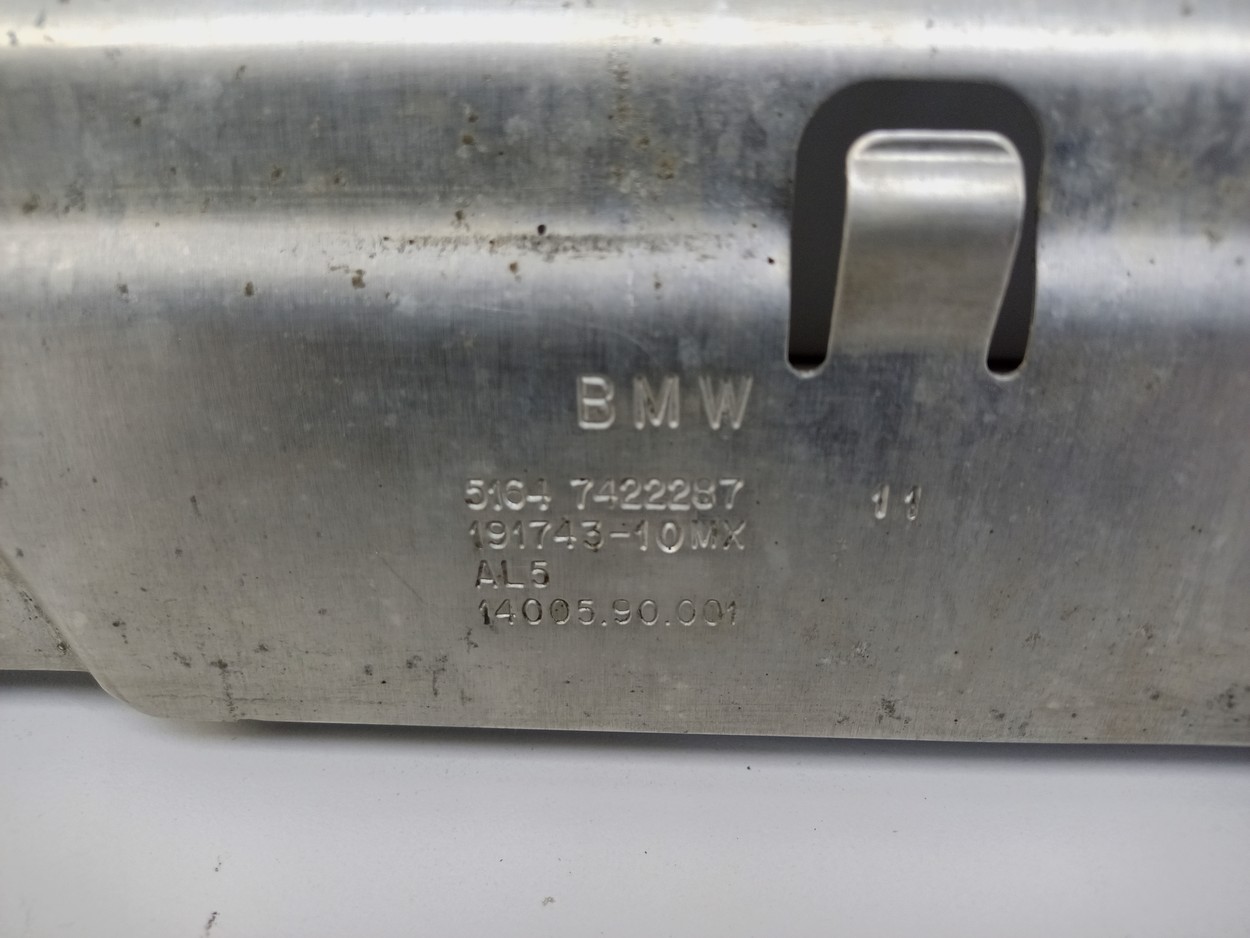 BMW
5164 7422287 11
191743-10MX
AL5
14005.90.001